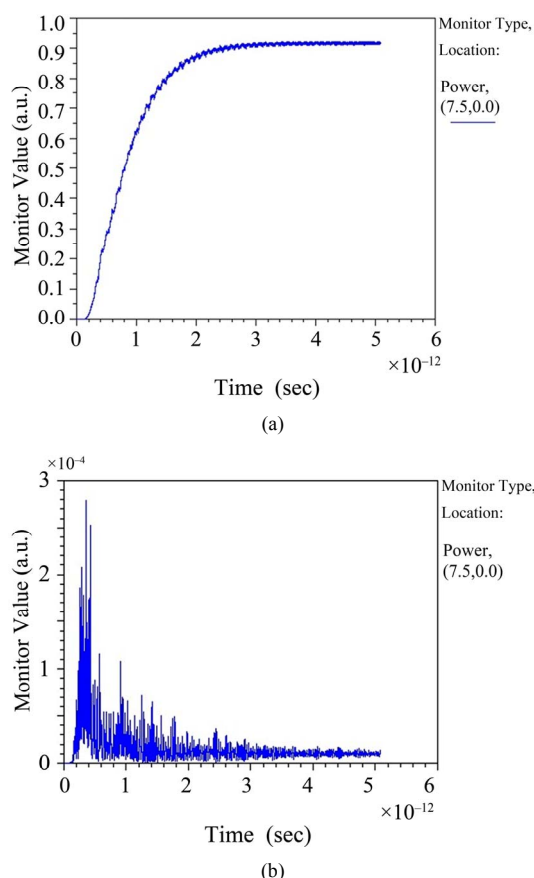 1.0
0.9
0.8
0.7
0.6
0.5
0.4
0.3
0.2
0.1
0.0
Monitor Value (a.u.)
0 1 2 3 4 5 6
×10–12
Time (sec)
Monitor Type,
Location:
Power,
(7.5,0.0)
(a)
×10–4
3
2
1
0
Monitor Value (a.u.)
0 1 2 3 4 5 6
×10–12
Time (sec)
Monitor Type,
Location:
Power,
(7.5,0.0)
(b)